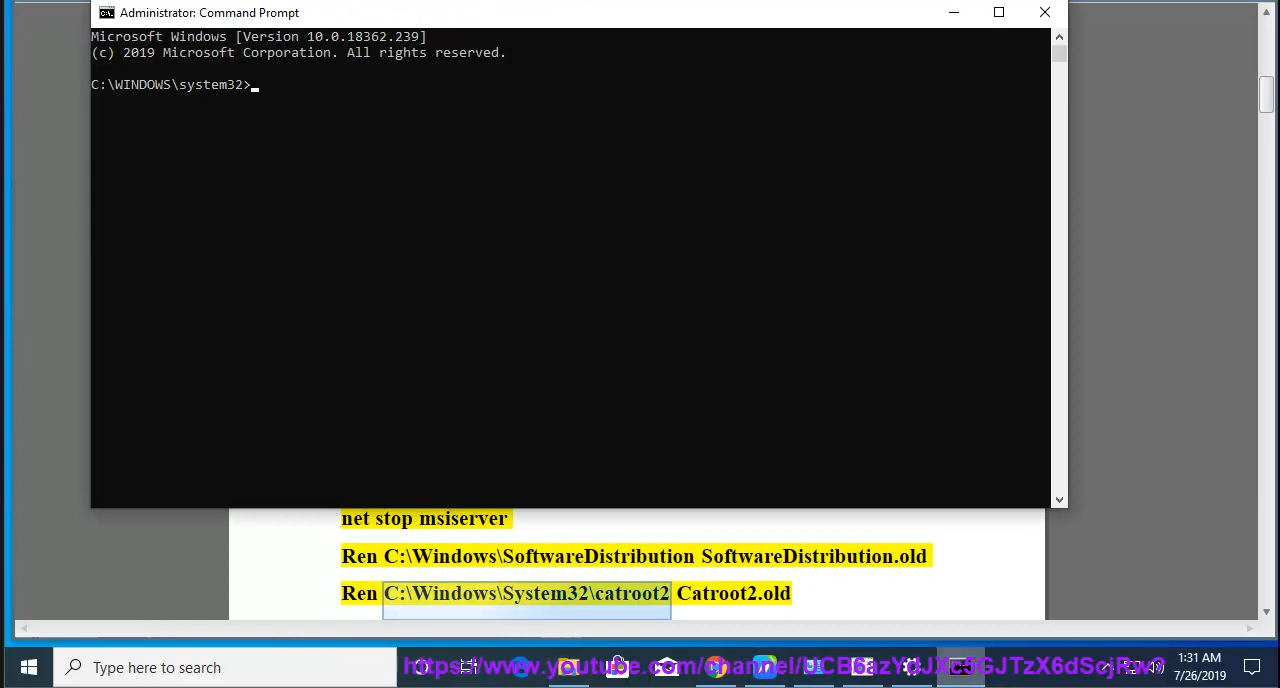 Administrator: Command Prompt
Microsoft Windows [Version 10.0.18362.239]
(c) 2019 Microsoft Corporation. All rights reserved.
C:\WINDOWS\system32>
net stop msiserver
Ren C:\Windows\SoftwareDistribution SoftwareDistribution.old
Ren C:\Windows\System32\catroot2 Catroot2.old
Type here to search
1:31 AM
7/26/2019